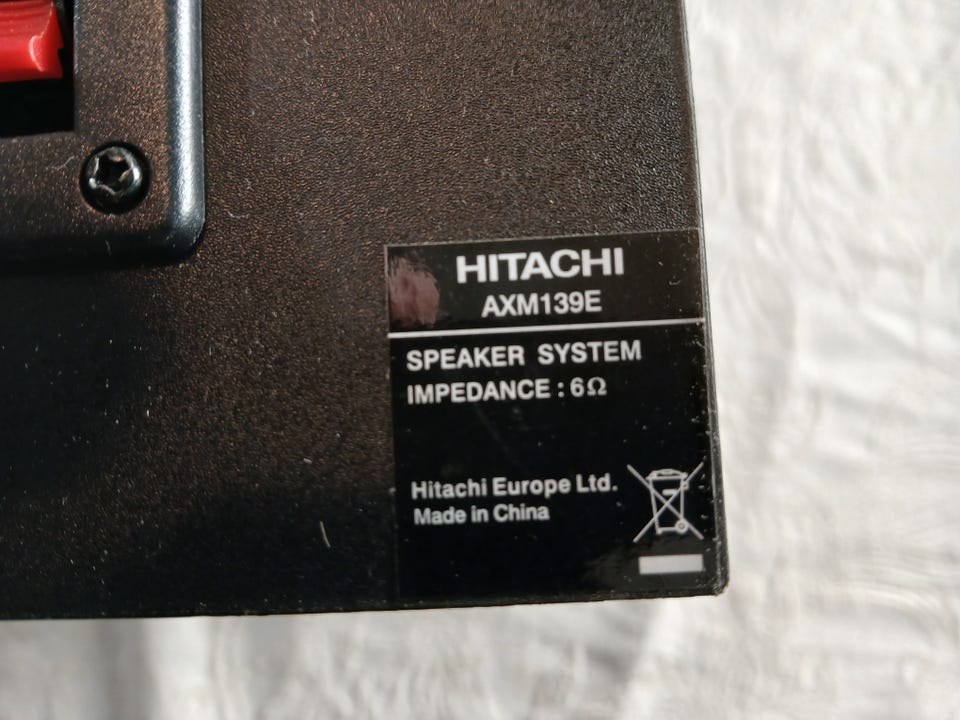 HITACHI
AXM139E
SPEAKER SYSTEM
IMPEDANCE : 6Ω
Hitachi Europe Ltd.
Made in China